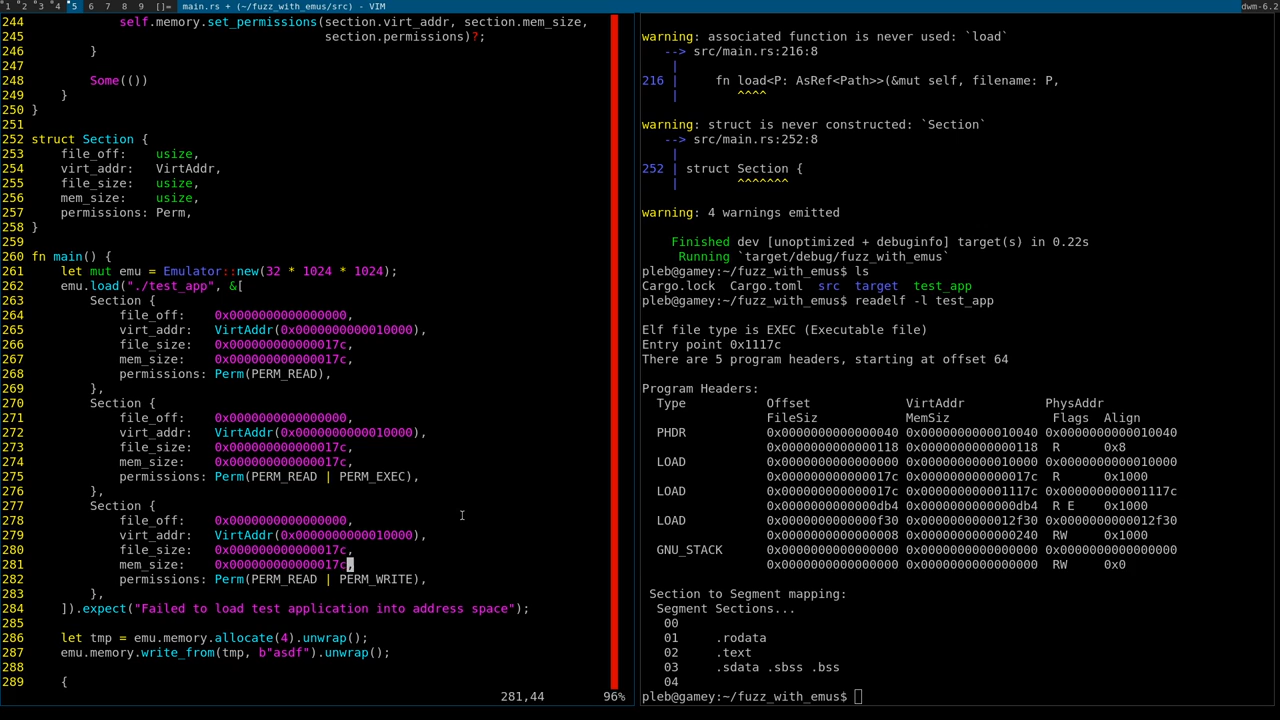 1 2 3 4 5 6 7 8 9 []= main.rs + (~/fuzz_with_emus/src) - VIM dwm-6.2
244             self.memory.set_permissions(section.virt_addr, section.mem_size,
245                                         section.permissions)?;
246         }
247
248         Some(())
249     }
250 }
251
252 struct Section {
253     file_off:    usize,
254     virt_addr:   VirtAddr,
255     file_size:   usize,
256     mem_size:    usize,
257     permissions: Perm,
258 }
259
260 fn main() {
261     let mut emu = Emulator::new(32 * 1024 * 1024);
262     emu.load("./test_app", &[
263         Section {
264             file_off:    0x0000000000000000,
265             virt_addr:   VirtAddr(0x0000000000010000),
266             file_size:   0x000000000000017c,
267             mem_size:    0x000000000000017c,
268             permissions: Perm(PERM_READ),
269         },
270         Section {
271             file_off:    0x0000000000000000,
272             virt_addr:   VirtAddr(0x0000000000010000),
273             file_size:   0x000000000000017c,
274             mem_size:    0x000000000000017c,
275             permissions: Perm(PERM_READ | PERM_EXEC),
276         },
277         Section {
278             file_off:    0x0000000000000000,
279             virt_addr:   VirtAddr(0x0000000000010000),
280             file_size:   0x000000000000017c,
281             mem_size:    0x000000000000017c,
282             permissions: Perm(PERM_READ | PERM_WRITE),
283         },
284     ]).expect("Failed to load test application into address space");
285
286     let tmp = emu.memory.allocate(4).unwrap();
287     emu.memory.write_from(tmp, b"asdf").unwrap();
288
289     {
281,44 96%
warning: associated function is never used: `load`
   --> src/main.rs:216:8
    |
216 |     fn load<P: AsRef<Path>>(&mut self, filename: P,
    |        ^^^^
warning: struct is never constructed: `Section`
   --> src/main.rs:252:8
    |
252 | struct Section {
    |        ^^^^^^^
warning: 4 warnings emitted
    Finished dev [unoptimized + debuginfo] target(s) in 0.22s
     Running `target/debug/fuzz_with_emus`
pleb@gamey:~/fuzz_with_emus$ ls
Cargo.lock  Cargo.toml  src  target  test_app
pleb@gamey:~/fuzz_with_emus$ readelf -l test_app
Elf file type is EXEC (Executable file)
Entry point 0x1117c
There are 5 program headers, starting at offset 64
Program Headers:
  Type           Offset             VirtAddr           PhysAddr
                 FileSiz            MemSiz              Flags  Align
  PHDR           0x0000000000000040 0x0000000000010040 0x0000000000010040
                 0x0000000000000118 0x0000000000000118  R      0x8
  LOAD           0x0000000000000000 0x0000000000010000 0x0000000000010000
                 0x000000000000017c 0x000000000000017c  R      0x1000
  LOAD           0x000000000000017c 0x000000000001117c 0x000000000001117c
                 0x0000000000000db4 0x0000000000000db4  R E    0x1000
  LOAD           0x0000000000000f30 0x0000000000012f30 0x0000000000012f30
                 0x0000000000000008 0x0000000000000240  RW     0x1000
  GNU_STACK      0x0000000000000000 0x0000000000000000 0x0000000000000000
                 0x0000000000000000 0x0000000000000000  RW     0x0
 Section to Segment mapping:
  Segment Sections...
   00
   01     .rodata
   02     .text
   03     .sdata .sbss .bss
   04
pleb@gamey:~/fuzz_with_emus$